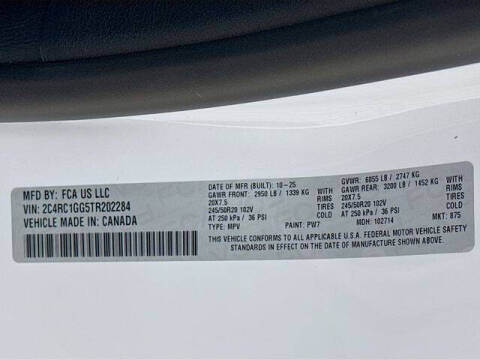 MFD BY: FCA US LLC
VIN: 2C4RC1GG5TR202284
VEHICLE MADE IN: CANADA
DATE OF MFR (BUILT): 10-25 GVWR: 6055 LB / 2747 KG
GAWR FRONT: 2950 LB / 1339 KG WITH GAWR REAR: 3200 LB / 1452 KG WITH
20X7.5 RIMS 20X7.5 RIMS
245/50R20 102V TIRES 245/50R20 102V TIRES
AT 250 kPa / 36 PSI COLD AT 250 kPa / 36 PSI COLD
TYPE: MPV PAINT: PW7 MDH: 102714 MKT: 875
THIS VEHICLE CONFORMS TO ALL APPLICABLE U.S.A. FEDERAL MOTOR VEHICLE SAFETY
STANDARDS IN EFFECT ON THE DATE OF MANUFACTURE SHOWN ABOVE.